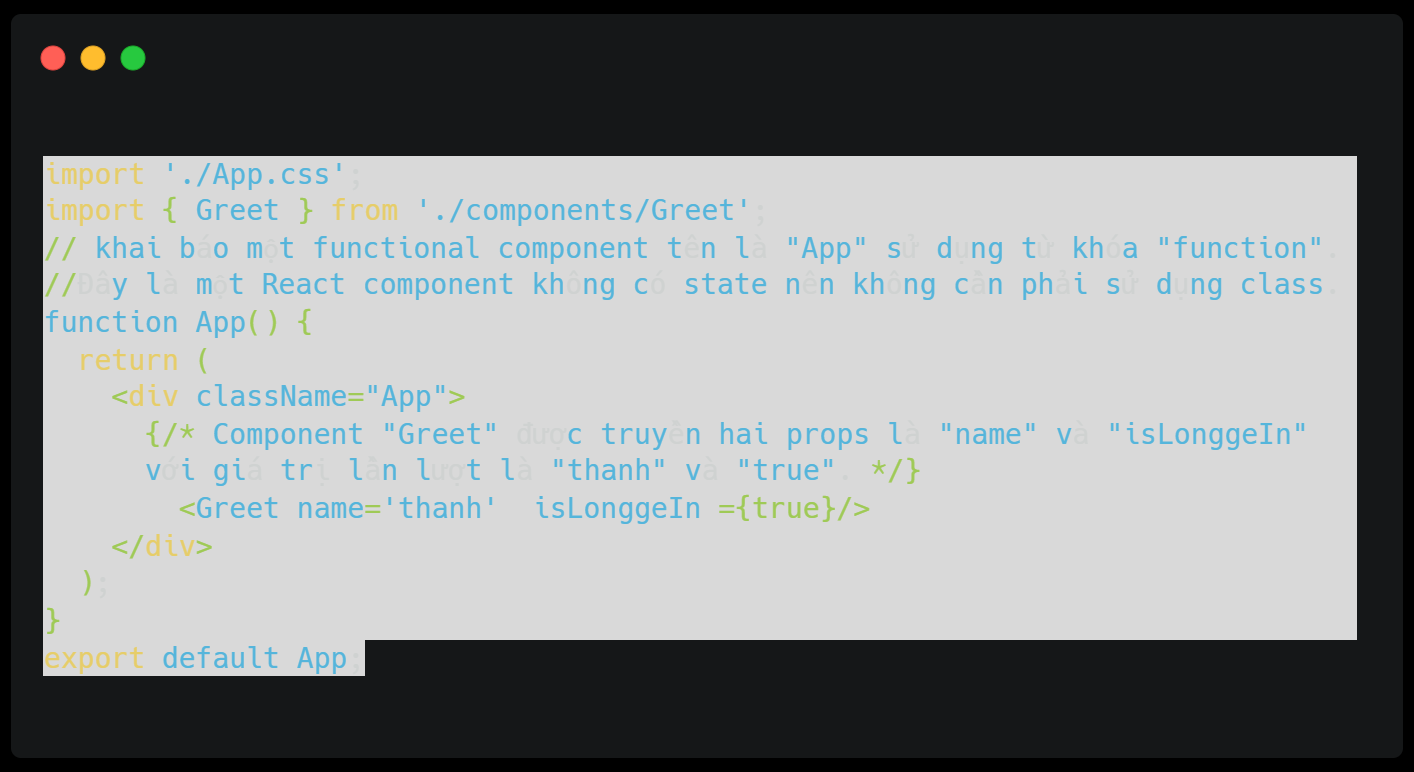 import './App.css';
import { Greet } from './components/Greet';
// khai báo một functional component tên là "App" sử dụng từ khóa "function".
//Đây là một React component không có state nên không cần phải sử dụng class.
function App() {
  return (
    <div className="App">
      {/* Component "Greet" được truyền hai props là "name" và "isLonggeIn"
      với giá trị lần lượt là "thanh" và "true". */}
        <Greet name='thanh'  isLonggeIn ={true}/>
    </div>
  );
}
export default App;